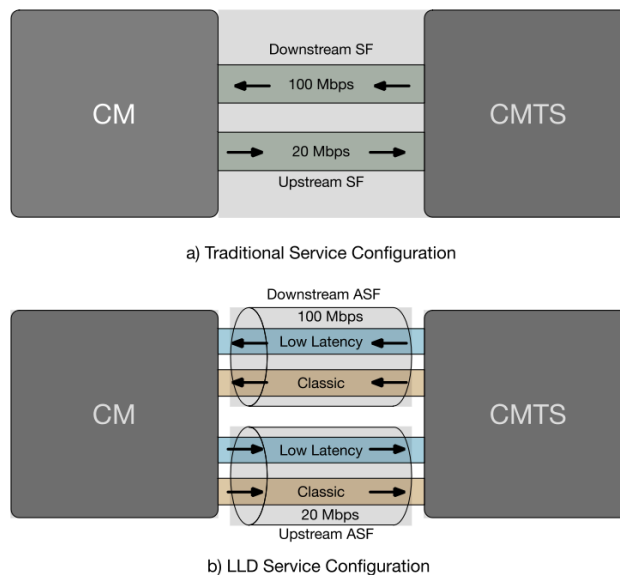 Downstream SF
CM
100 Mbps
CMTS
20 Mbps
Upstream SF
a) Traditional Service Configuration
Downstream ASF
100 Mbps
Low Latency
Classic
CM
CMTS
Low Latency
Classic
20 Mbps
Upstream ASF
b) LLD Service Configuration